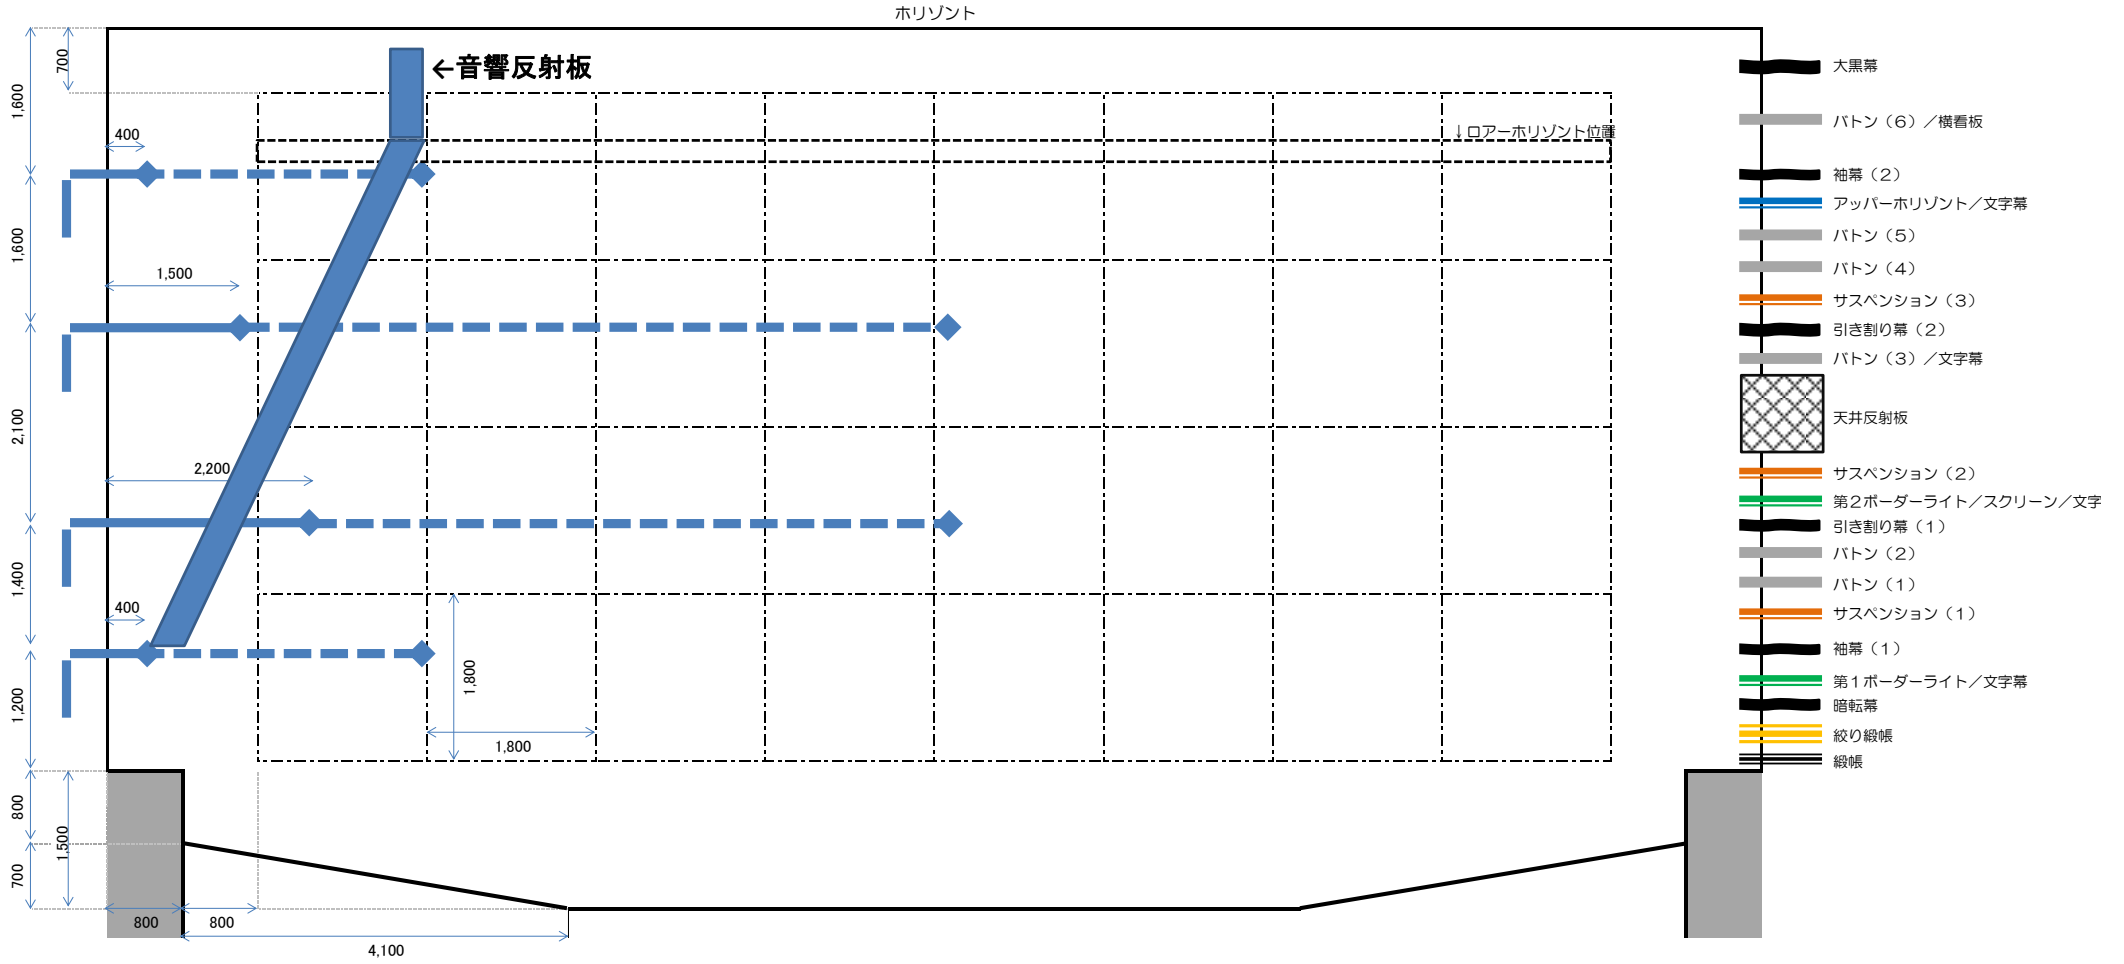 ホリゾント
←音響反射板
↓ロアーホリゾント位置
700
1,600
400
1,600
1,500
2,100
2,200
1,400
400
1,200
1,800
1,800
800
1,500
700
800
800
4,100
大黒幕
バトン（6）／横看板
袖幕（2）
アッパーホリゾント／文字幕
バトン（5）
バトン（4）
サスペンション（3）
引き割り幕（2）
バトン（3）／文字幕
天井反射板
サスペンション（2）
第2ボーダーライト／スクリーン／文字
引き割り幕（1）
バトン（2）
バトン（1）
サスペンション（1）
袖幕（1）
第1ボーダーライト／文字幕
暗転幕
絞り緞帳
緞帳